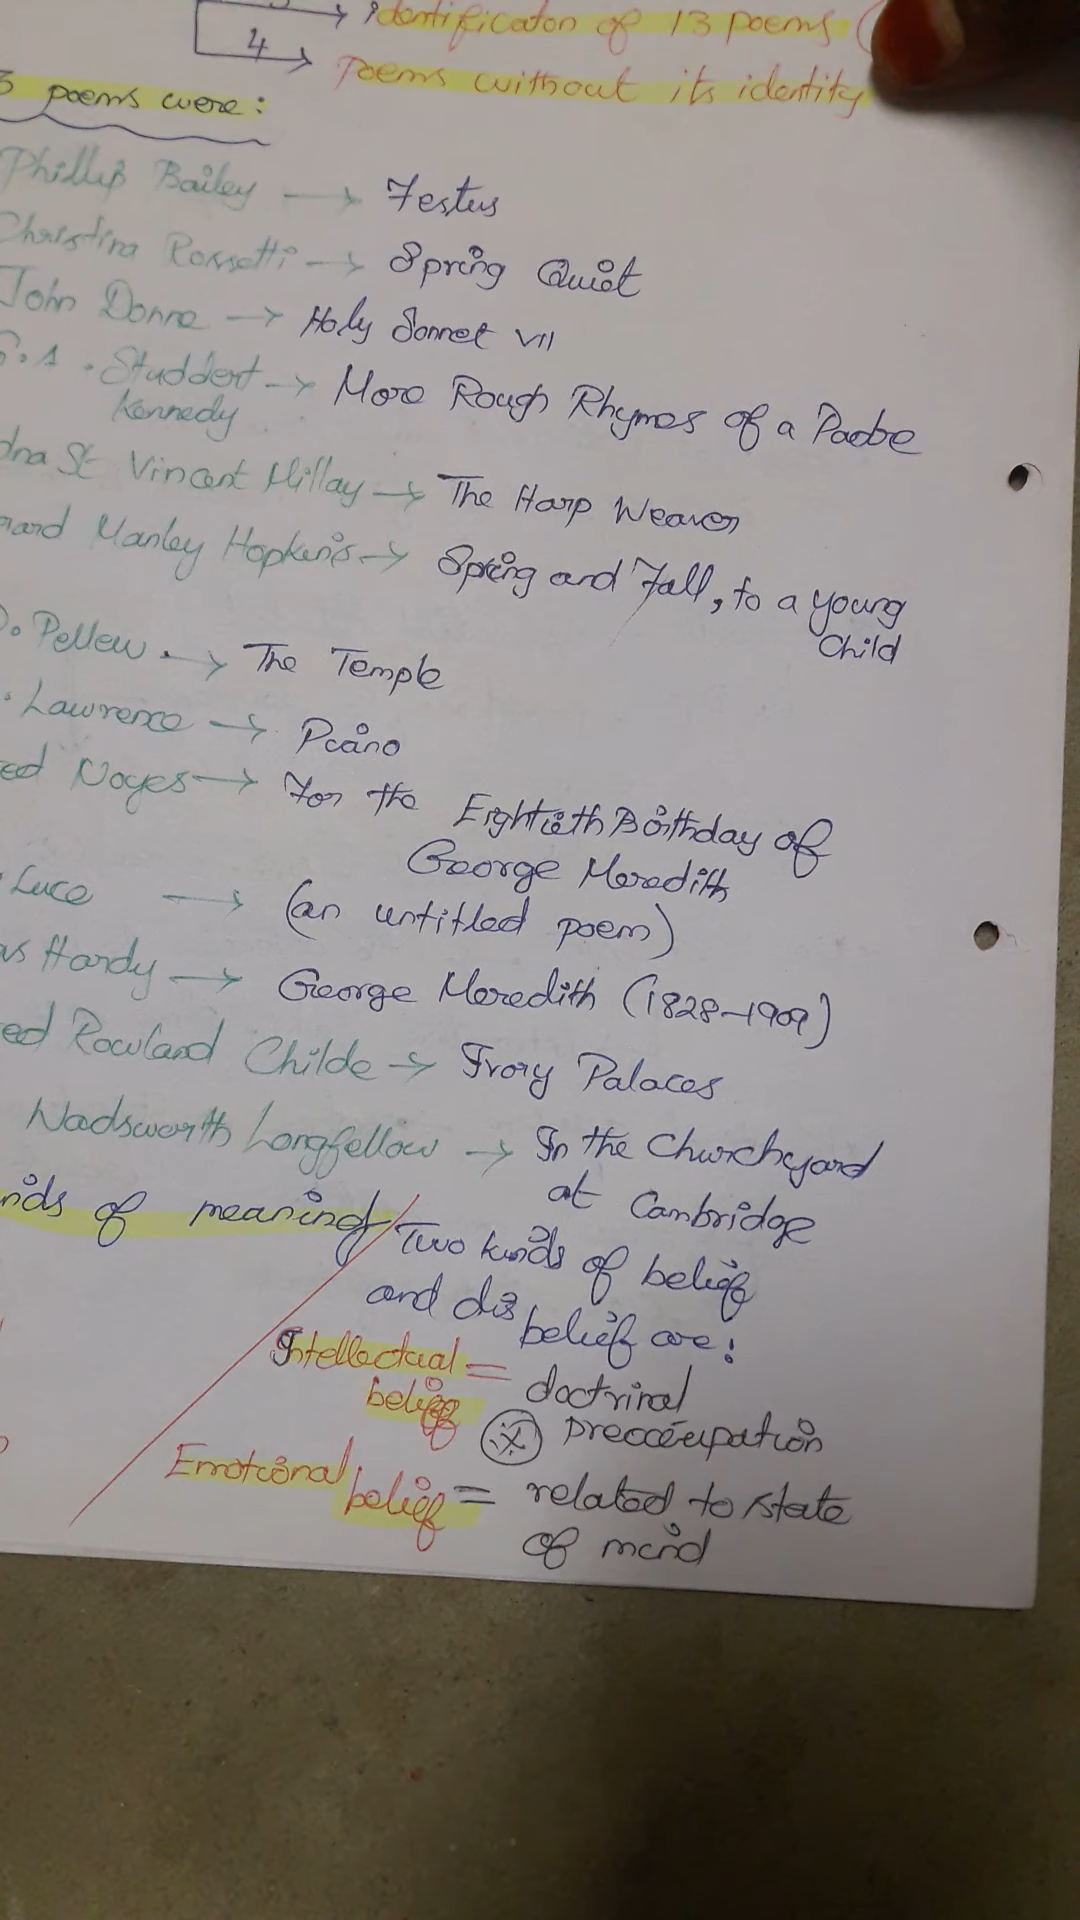 identificaton of 13 poems (
4 poems without its identity
3 poems were:
Phillip Bailey → Festus
Christina Rossetti → Spring Quiet
John Donne → Holy Sonnet VII
G.A. Studdert Kennedy → More Rough Rhymes of a Padre
dna St Vincent Millay → The Harp Weaver
rard Manley Hopkins → Spring and Fall, to a young
Child
D. Pellew. → The Temple
. Lawrence → Piano
ed Noyes → For the Eightieth Birthday of
George Meredith
. Luce → (an untitled poem)
as Hardy → George Meredith (1828-1909)
ed Rowland Childe → Ivory Palaces
Wadsworth Longfellow → In the Churchyard
at Cambridge
nds of meaning
Two kinds of belief
and disbelief are:
Intellectual belief = doctrinal
preoccupation
Emotional belief = related to state
of mind